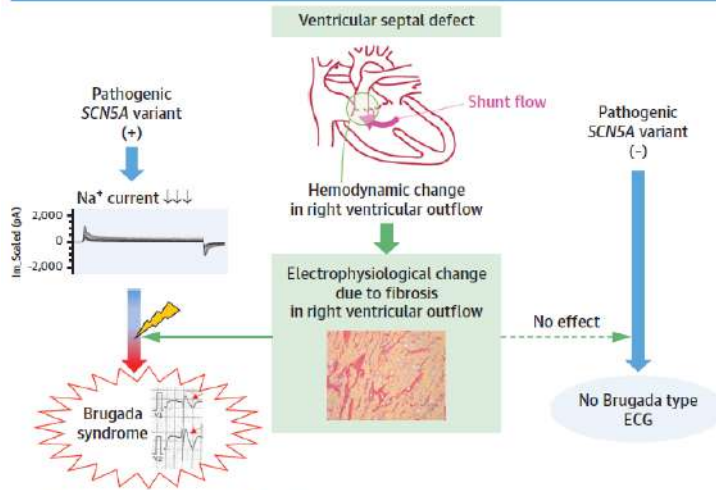 Ventricular septal defect
Pathogenic
SCN5A variant
(+)
Shunt flow
Pathogenic
SCN5A variant
(-)
Na⁺ current ↓↓↓
Im_Scaled (pA)
2,000
0
-2,000
Hemodynamic change
in right ventricular outflow
Electrophysiological change
due to fibrosis
in right ventricular outflow
No effect
Brugada
syndrome
No Brugada type
ECG